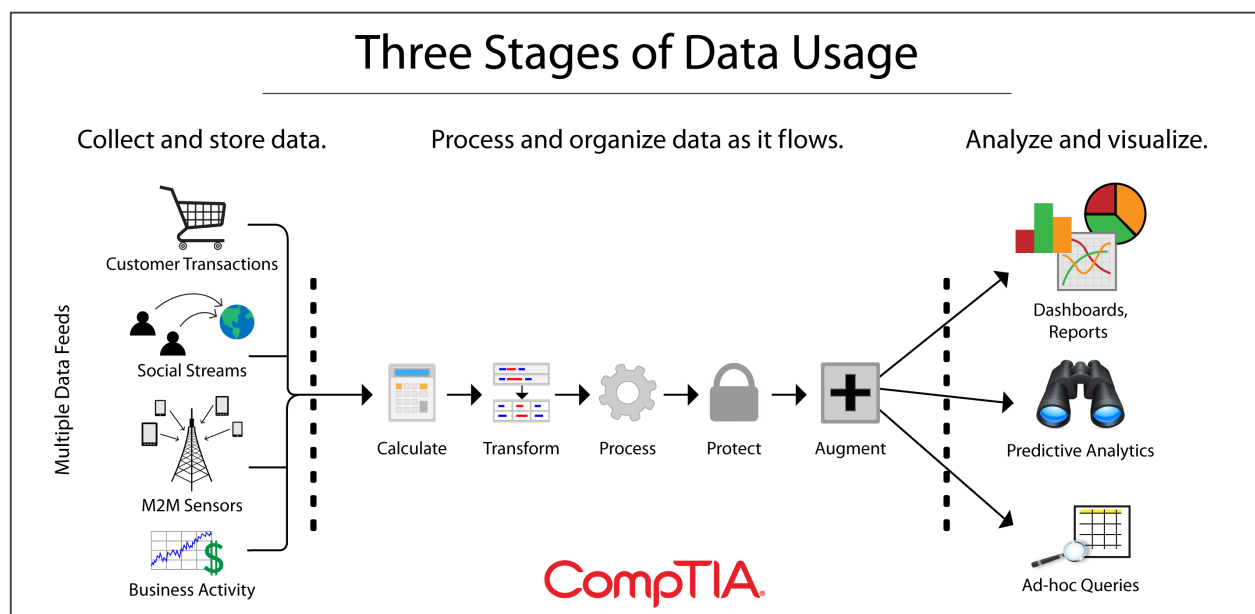 Three Stages of Data Usage
Collect and store data.
Process and organize data as it flows.
Analyze and visualize.
Multiple Data Feeds
Customer Transactions
Social Streams
M2M Sensors
Business Activity
Calculate
Transform
Process
Protect
Augment
Dashboards,
Reports
Predictive Analytics
Ad-hoc Queries
$
CompTIA®